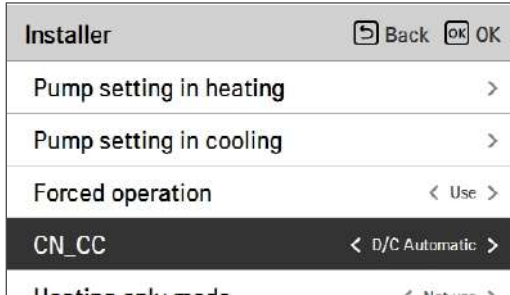 Installer Back OK OK
Pump setting in heating >
Pump setting in cooling >
Forced operation < Use >
CN_CC < D/C Automatic >